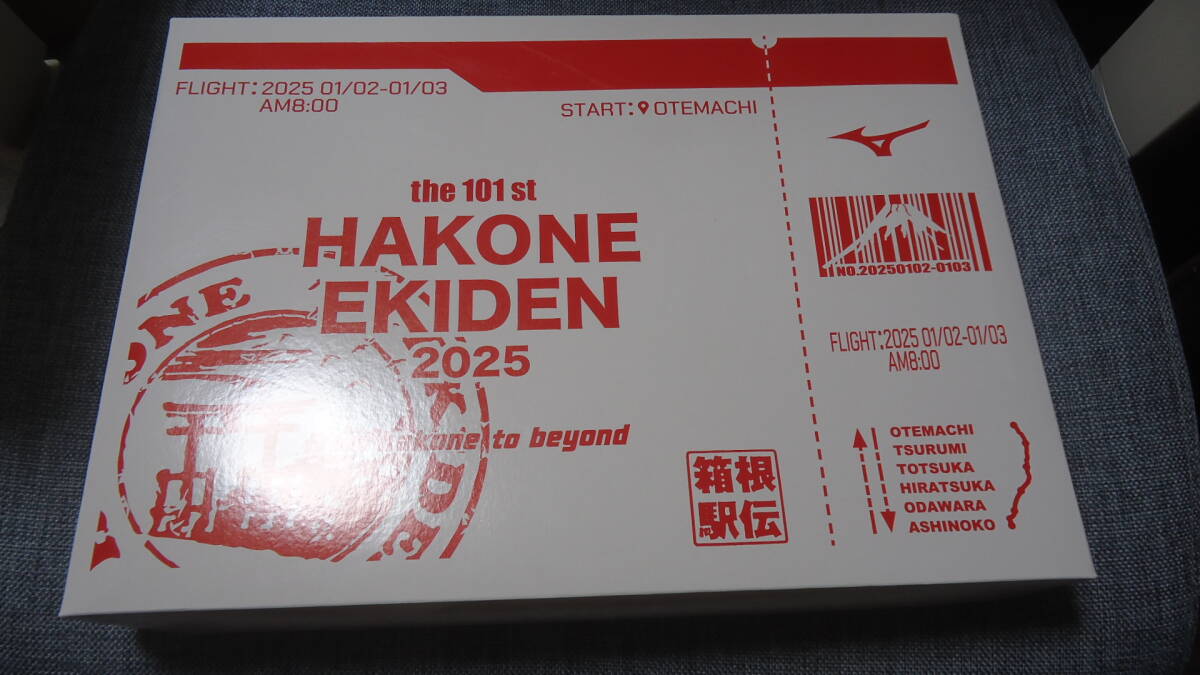 FLIGHT: 2025 01/02-01/03
AM8:00
START: OTEMACHI
the 101 st
HAKONE
EKIDEN
2025
hakone to beyond
箱根
駅伝
NO.20250102-0103
FLIGHT:2025 01/02-01/03
AM8:00
OTEMACHI
TSURUMI
TOTSUKA
HIRATSUKA
ODAWARA
ASHINOKO